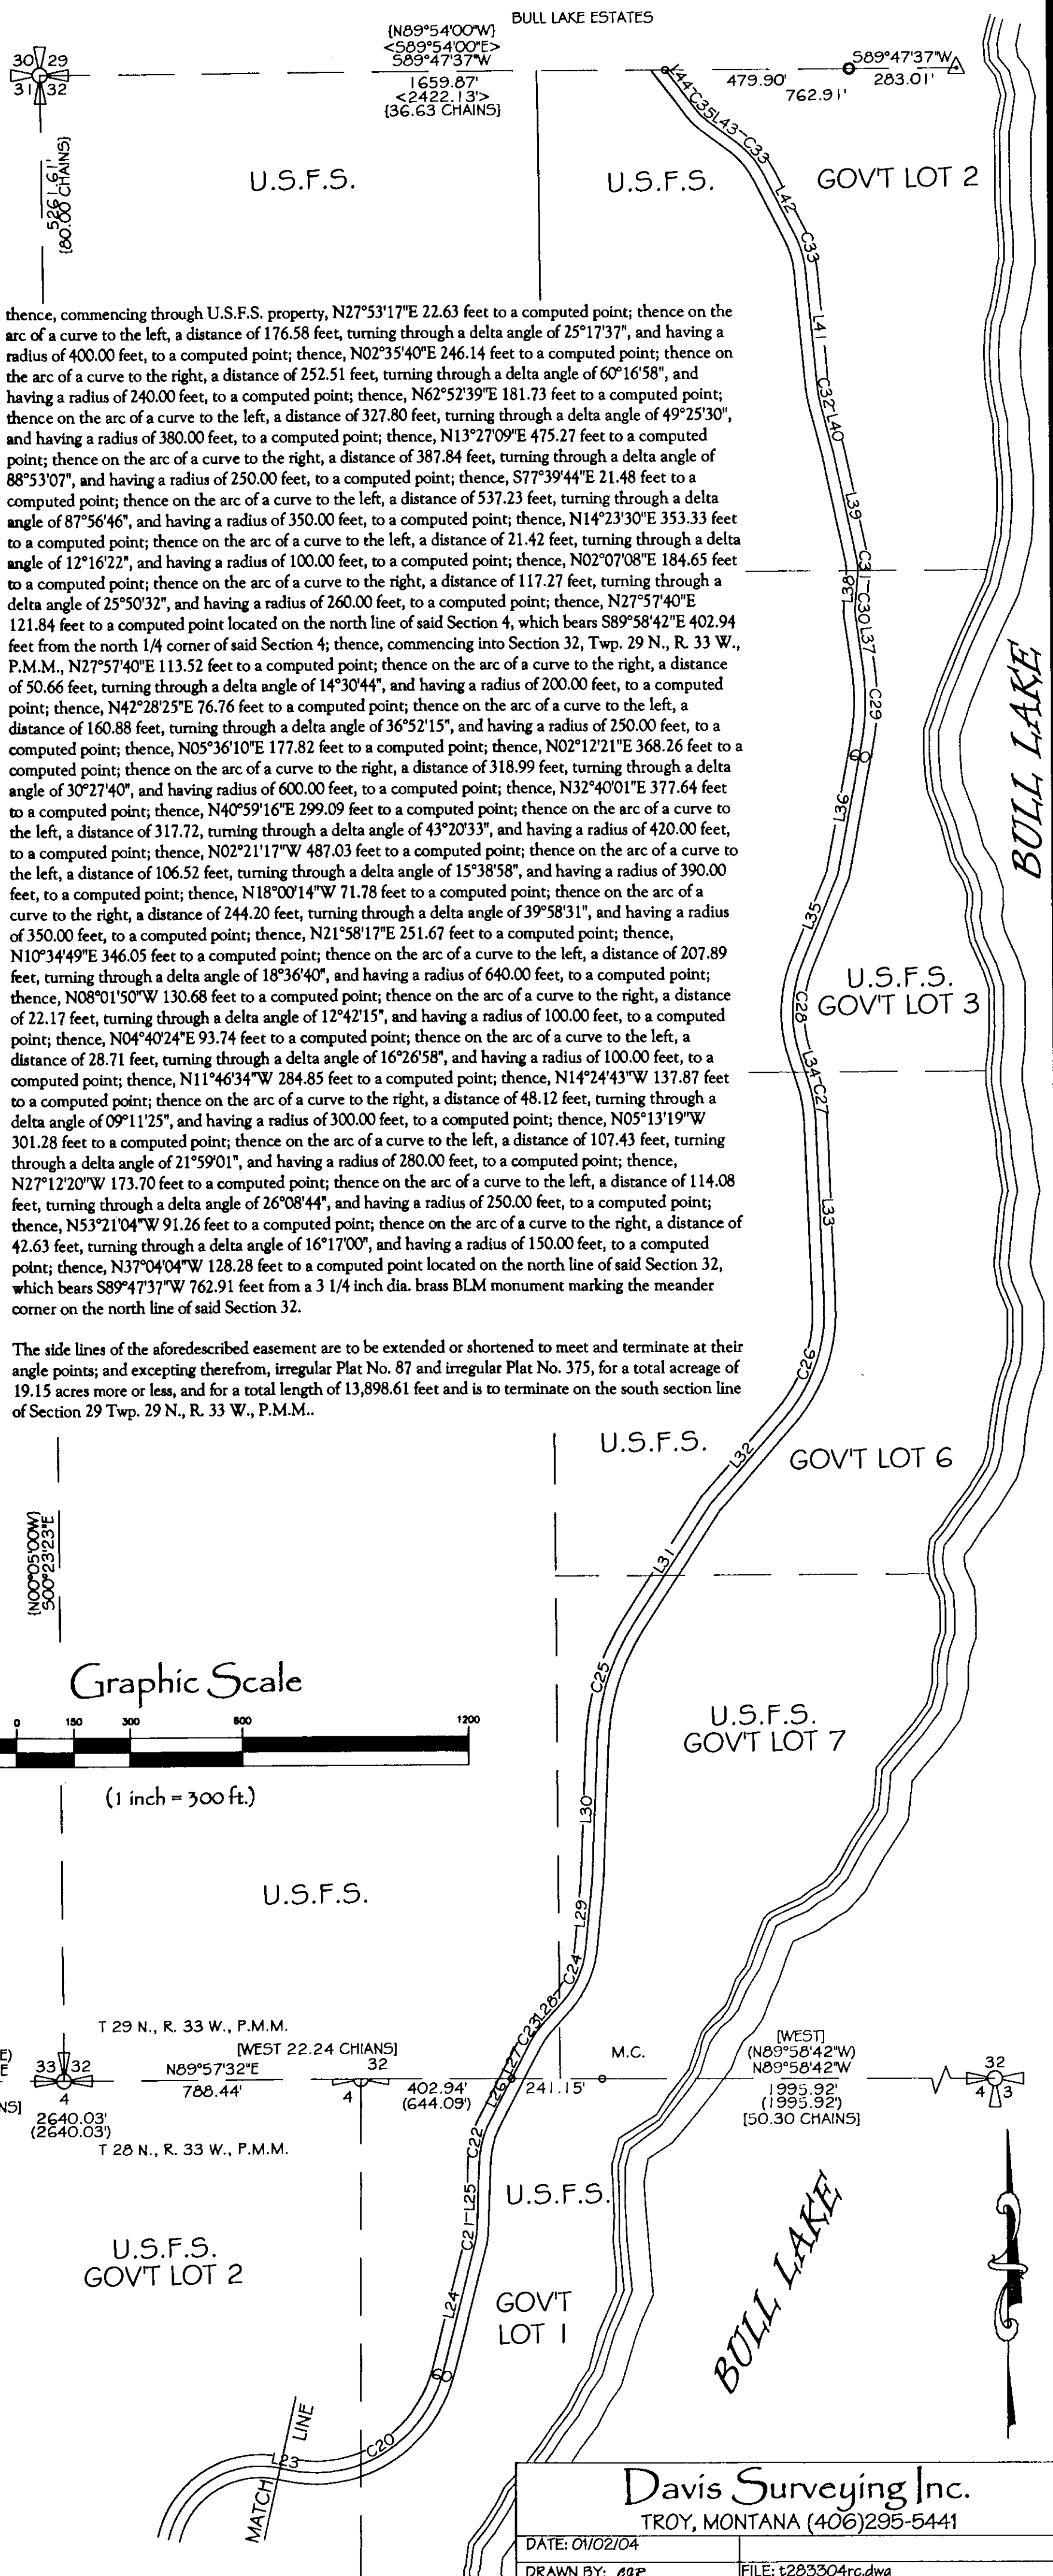 BULL LAKE ESTATES
{N89°54'00"W}
<S89°54'00"E>
S89°47'37"W
1659.87'
<2422.13'>
{36.63 CHAINS}
30 29
31 32
S89°47'37"W
479.90'
283.01'
762.91'
5261.61'
{80.00 CHAINS}
U.S.F.S.
U.S.F.S.
GOV'T LOT 2
L44
C35
L43
C33
L42
C33
L41
C32
L40
L39
C31
L38
C30
L37
C29
60
L36
L35
C28
L34
C27
L33
C26
L32
L31
C25
L30
L29
C24
L28
C23
L27
L26
C22
L25
C21
L24
60
C20
L23
thence, commencing through U.S.F.S. property, N27°53'17"E 22.63 feet to a computed point; thence on the
arc of a curve to the left, a distance of 176.58 feet, turning through a delta angle of 25°17'37", and having a
radius of 400.00 feet, to a computed point; thence, N02°35'40"E 246.14 feet to a computed point; thence on
the arc of a curve to the right, a distance of 252.51 feet, turning through a delta angle of 60°16'58", and
having a radius of 240.00 feet, to a computed point; thence, N62°52'39"E 181.73 feet to a computed point;
thence on the arc of a curve to the left, a distance of 327.80 feet, turning through a delta angle of 49°25'30",
and having a radius of 380.00 feet, to a computed point; thence, N13°27'09"E 475.27 feet to a computed
point; thence on the arc of a curve to the right, a distance of 387.84 feet, turning through a delta angle of
88°53'07", and having a radius of 250.00 feet, to a computed point; thence, S77°39'44"E 21.48 feet to a
computed point; thence on the arc of a curve to the left, a distance of 537.23 feet, turning through a delta
angle of 87°56'46", and having a radius of 350.00 feet, to a computed point; thence, N14°23'30"E 353.33 feet
to a computed point; thence on the arc of a curve to the left, a distance of 21.42 feet, turning through a delta
angle of 12°16'22", and having a radius of 100.00 feet, to a computed point; thence, N02°07'08"E 184.65 feet
to a computed point; thence on the arc of a curve to the right, a distance of 117.27 feet, turning through a
delta angle of 25°50'32", and having a radius of 260.00 feet, to a computed point; thence, N27°57'40"E
121.84 feet to a computed point located on the north line of said Section 4, which bears S89°58'42"E 402.94
feet from the north 1/4 corner of said Section 4; thence, commencing into Section 32, Twp. 29 N., R. 33 W.,
P.M.M., N27°57'40"E 113.52 feet to a computed point; thence on the arc of a curve to the right, a distance
of 50.66 feet, turning through a delta angle of 14°30'44", and having a radius of 200.00 feet, to a computed
point; thence, N42°28'25"E 76.76 feet to a computed point; thence on the arc of a curve to the left, a
distance of 160.88 feet, turning through a delta angle of 36°52'15", and having a radius of 250.00 feet, to a
computed point; thence, N05°36'10"E 177.82 feet to a computed point; thence, N02°12'21"E 368.26 feet to a
computed point; thence on the arc of a curve to the right, a distance of 318.99 feet, turning through a delta
angle of 30°27'40", and having radius of 600.00 feet, to a computed point; thence, N32°40'01"E 377.64 feet
to a computed point; thence, N40°59'16"E 299.09 feet to a computed point; thence on the arc of a curve to
the left, a distance of 317.72, turning through a delta angle of 43°20'33", and having a radius of 420.00 feet,
to a computed point; thence, N02°21'17"W 487.03 feet to a computed point; thence on the arc of a curve to
the left, a distance of 106.52 feet, turning through a delta angle of 15°38'58", and having a radius of 390.00
feet, to a computed point; thence, N18°00'14"W 71.78 feet to a computed point; thence on the arc of a
curve to the right, a distance of 244.20 feet, turning through a delta angle of 39°58'31", and having a radius
of 350.00 feet, to a computed point; thence, N21°58'17"E 251.67 feet to a computed point; thence,
N10°34'49"E 346.05 feet to a computed point; thence on the arc of a curve to the left, a distance of 207.89
feet, turning through a delta angle of 18°36'40", and having a radius of 640.00 feet, to a computed point;
thence, N08°01'50"W 130.68 feet to a computed point; thence on the arc of a curve to the right, a distance
of 22.17 feet, turning through a delta angle of 12°42'15", and having a radius of 100.00 feet, to a computed
point; thence, N04°40'24"E 93.74 feet to a computed point; thence on the arc of a curve to the left, a
distance of 28.71 feet, turning through a delta angle of 16°26'58", and having a radius of 100.00 feet, to a
computed point; thence, N11°46'34"W 284.85 feet to a computed point; thence, N14°24'43"W 137.87 feet
to a computed point; thence on the arc of a curve to the right, a distance of 48.12 feet, turning through a
delta angle of 09°11'25", and having a radius of 300.00 feet, to a computed point; thence, N05°13'19"W
301.28 feet to a computed point; thence on the arc of a curve to the left, a distance of 107.43 feet, turning
through a delta angle of 21°59'01", and having a radius of 280.00 feet, to a computed point; thence,
N27°12'20"W 173.70 feet to a computed point; thence on the arc of a curve to the left, a distance of 114.08
feet, turning through a delta angle of 26°08'44", and having a radius of 250.00 feet, to a computed point;
thence, N53°21'04"W 91.26 feet to a computed point; thence on the arc of a curve to the right, a distance of
42.63 feet, turning through a delta angle of 16°17'00", and having a radius of 150.00 feet, to a computed
point; thence, N37°04'04"W 128.28 feet to a computed point located on the north line of said Section 32,
which bears S89°47'37"W 762.91 feet from a 3 1/4 inch dia. brass BLM monument marking the meander
corner on the north line of said Section 32.
The side lines of the aforedescribed easement are to be extended or shortened to meet and terminate at their
angle points; and excepting therefrom, irregular Plat No. 87 and irregular Plat No. 375, for a total acreage of
19.15 acres more or less, and for a total length of 13,898.61 feet and is to terminate on the south section line
of Section 29 Twp. 29 N., R. 33 W., P.M.M..
BULL LAKE
U.S.F.S.
GOV'T LOT 3
U.S.F.S.
GOV'T LOT 6
{N00°05'00W}
S00°23'23"E
Graphic Scale
0 150 300 600 1200
(1 inch = 300 ft.)
U.S.F.S.
GOV'T LOT 7
U.S.F.S.
T 29 N., R. 33 W., P.M.M.
[WEST 22.24 CHIANS]
E)
E
33 32
4
N89°57'32"E
788.44'
32
4
402.94'
(644.09')
241.15'
M.C.
[WEST]
(N89°58'42"W)
N89°58'42"W
1995.92'
(1995.92')
[50.30 CHAINS]
32
4 3
NS]
2640.03'
(2640.03')
T 28 N., R. 33 W., P.M.M.
U.S.F.S.
U.S.F.S.
GOV'T LOT 2
GOV'T
LOT 1
BULL LAKE
MATCH LINE
Davis Surveying Inc.
TROY, MONTANA (406)295-5441
DATE: 01/02/04
DRAWN BY:
FILE: t283304rc.dwg